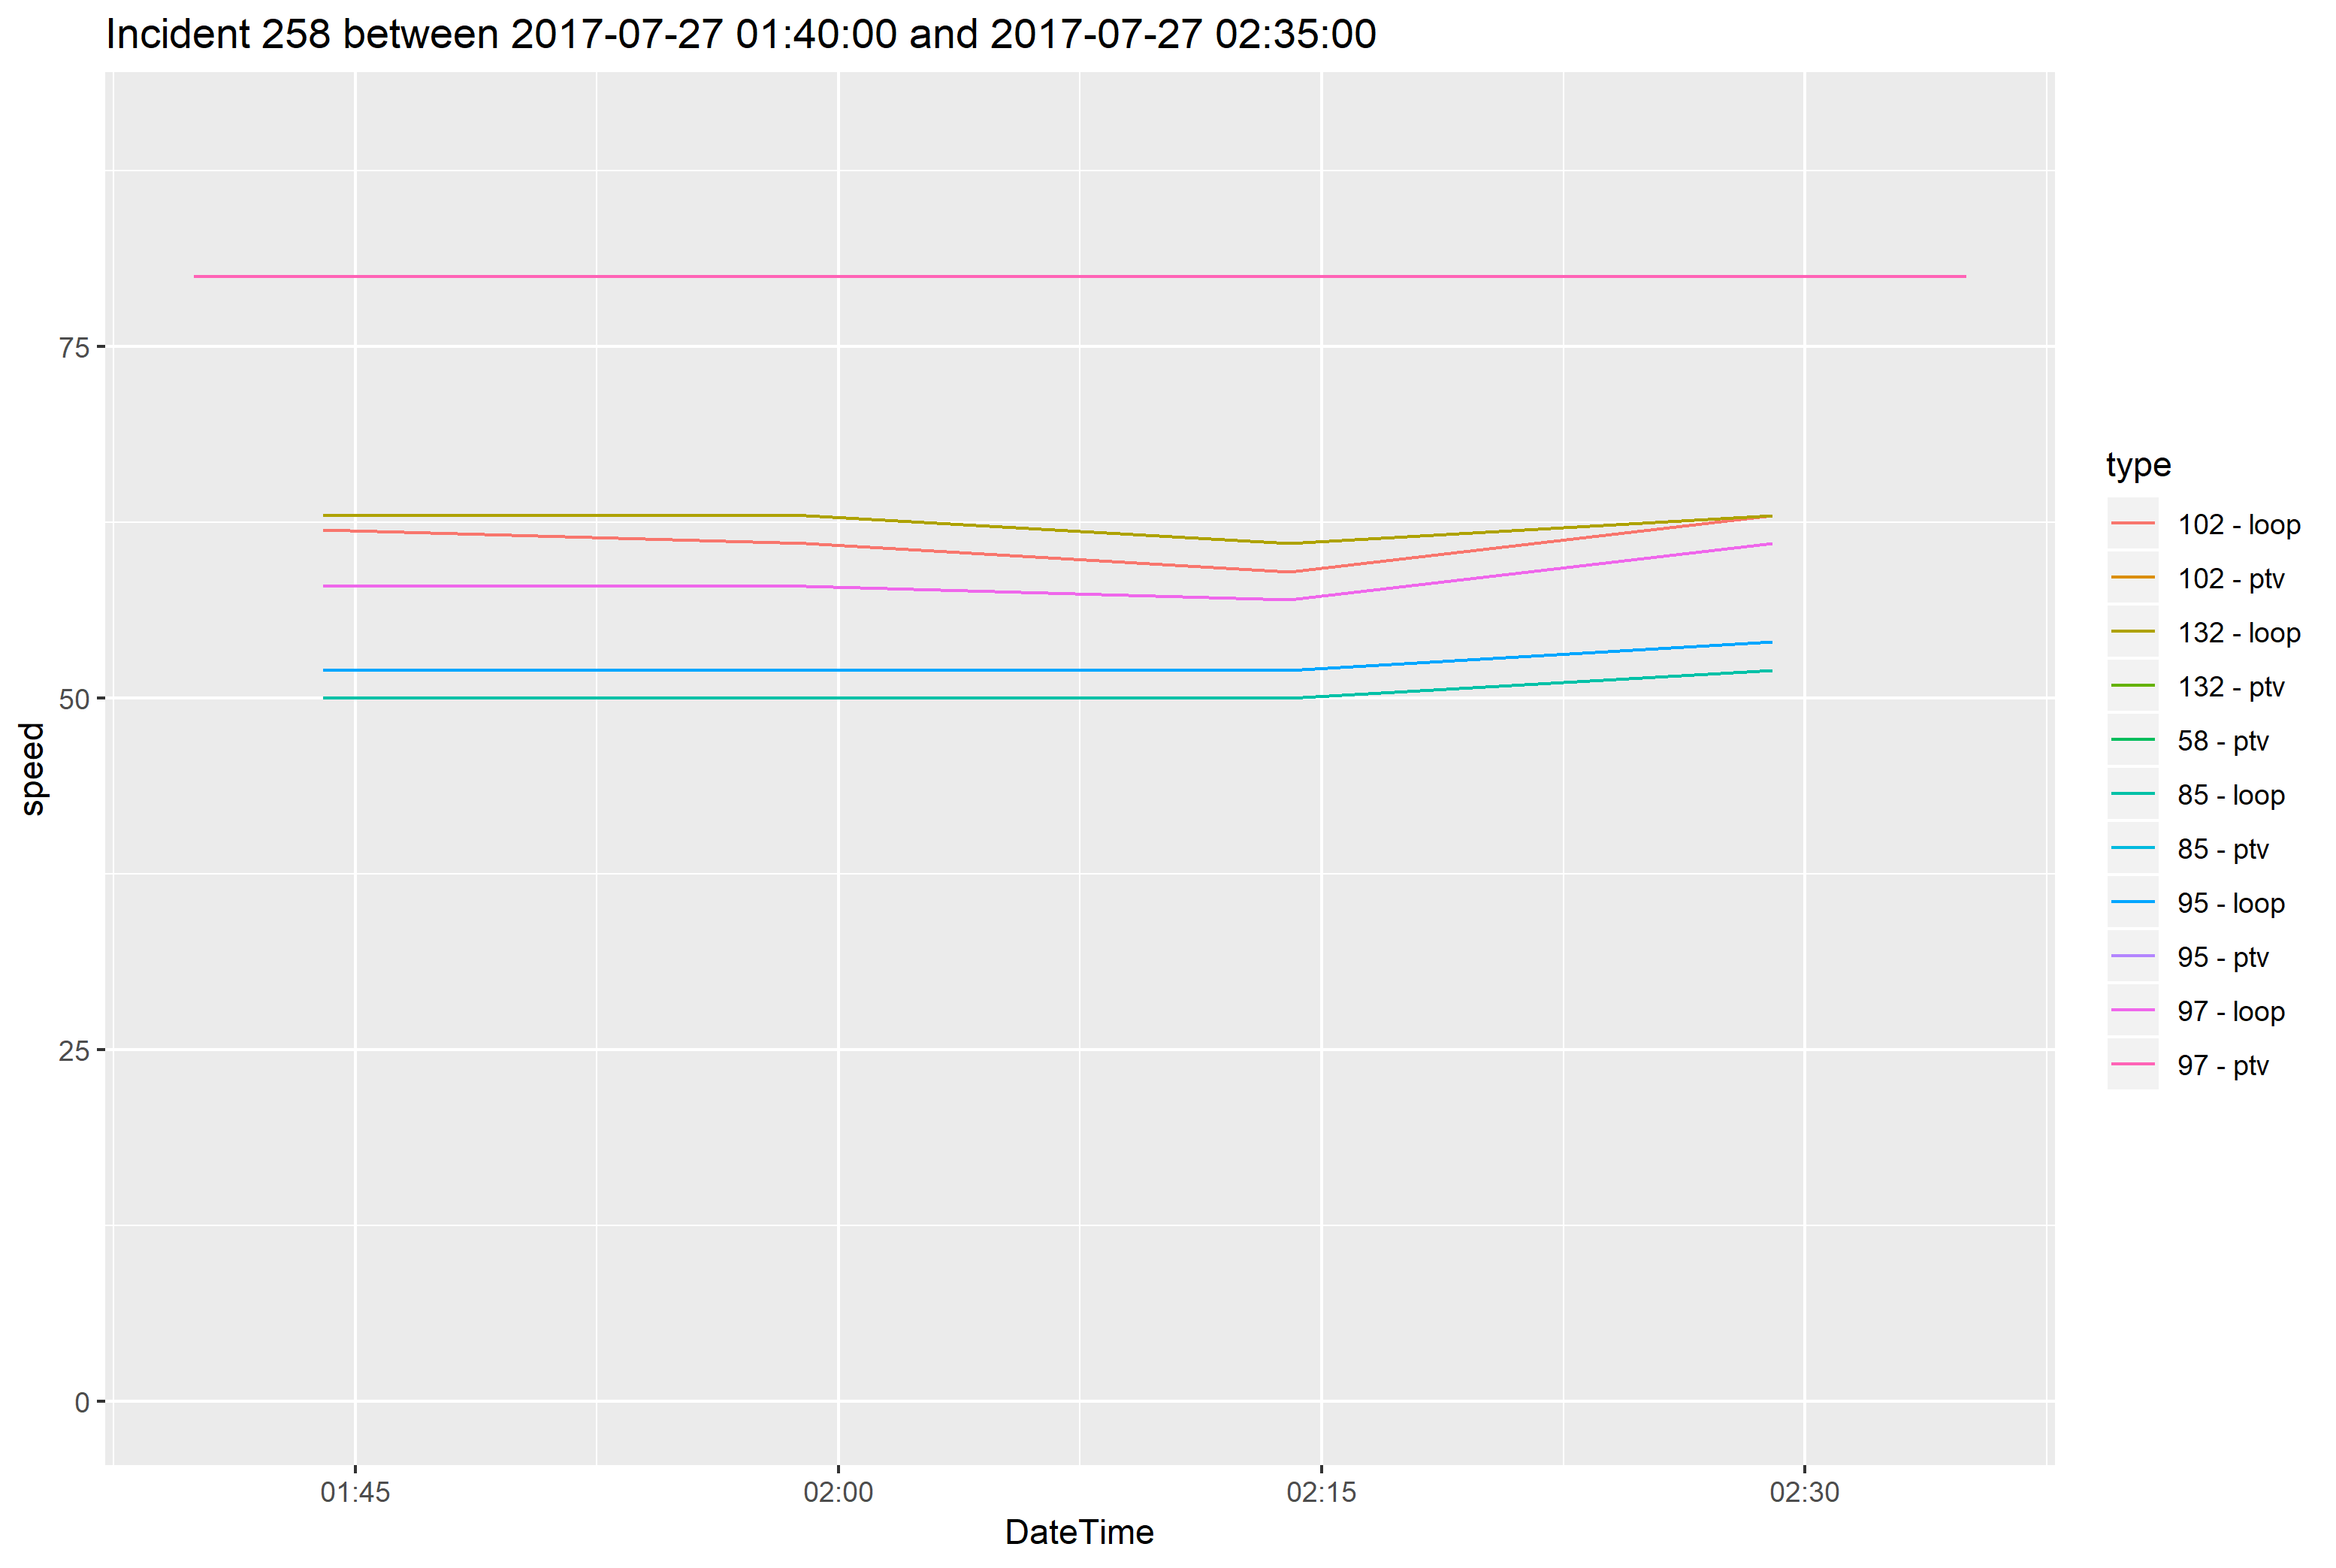 Incident 258 between 2017-07-27 01:40:00 and 2017-07-27 02:35:00
75
50
25
0
speed
01:45
02:00
02:15
02:30
DateTime
type
102 - loop
102 - ptv
132 - loop
132 - ptv
58 - ptv
85 - loop
85 - ptv
95 - loop
95 - ptv
97 - loop
97 - ptv